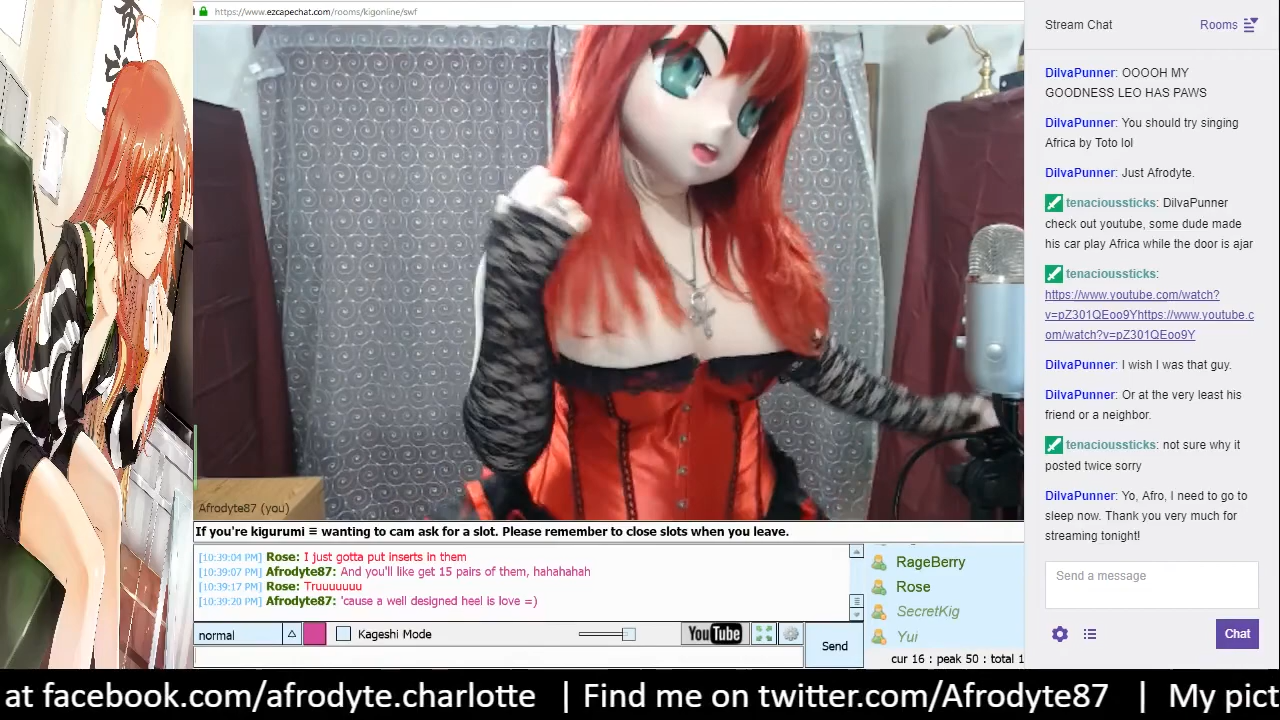 https://www.ezcapechat.com/rooms/kigonline/swf
Afrodyte87 (you)
If you're kigurumi ≡ wanting to cam ask for a slot. Please remember to close slots when you leave.
[10:39:04 PM] Rose: I just gotta put inserts in them
[10:39:07 PM] Afrodyte87: And you'll like get 15 pairs of them, hahahahah
[10:39:17 PM] Rose: Truuuuuuu
[10:39:20 PM] Afrodyte87: 'cause a well designed heel is love =)
RageBerry
Rose
SecretKig
Yui
normal
Kageshi Mode
YouTube
Send
cur 16 : peak 50 : total 1
Stream Chat
Rooms
DilvaPunner: OOOOH MY
GOODNESS LEO HAS PAWS
DilvaPunner: You should try singing
Africa by Toto lol
DilvaPunner: Just Afrodyte.
tenacioussticks: DilvaPunner
check out youtube, some dude made
his car play Africa while the door is ajar
tenacioussticks:
https://www.youtube.com/watch?
v=pZ301QEoo9Yhttps://www.youtube.c
om/watch?v=pZ301QEoo9Y
DilvaPunner: I wish I was that guy.
DilvaPunner: Or at the very least his
friend or a neighbor.
tenacioussticks: not sure why it
posted twice sorry
DilvaPunner: Yo, Afro, I need to go to
sleep now. Thank you very much for
streaming tonight!
Send a message
Chat
at facebook.com/afrodyte.charlotte | Find me on twitter.com/Afrodyte87 | My pict